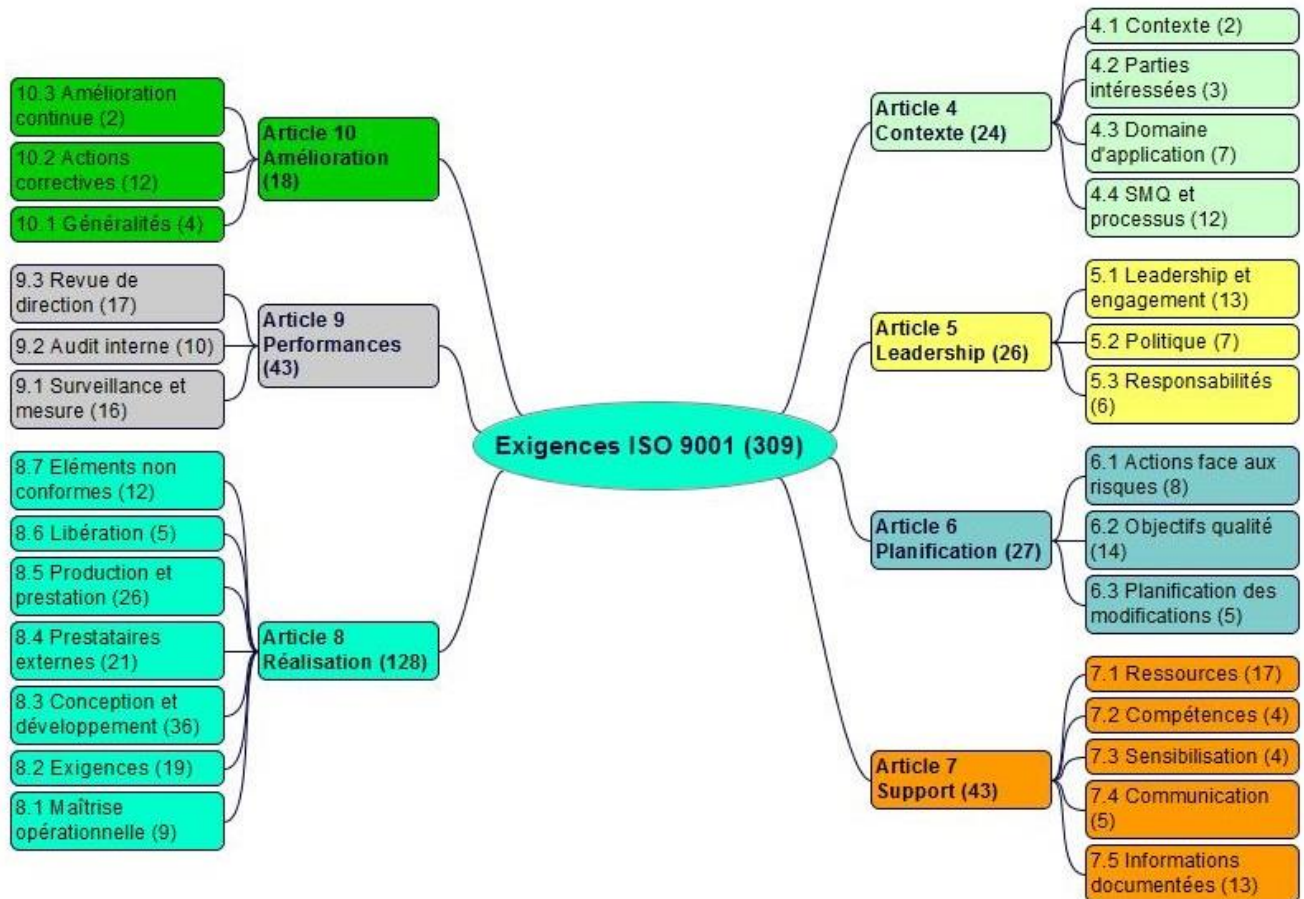 Exigences ISO 9001 (309)
Article 4
Contexte (24)
4.1 Contexte (2)
4.2 Parties
intéressées (3)
4.3 Domaine
d'application (7)
4.4 SMQ et
processus (12)
Article 5
Leadership (26)
5.1 Leadership et
engagement (13)
5.2 Politique (7)
5.3 Responsabilités
(6)
Article 6
Planification (27)
6.1 Actions face aux
risques (8)
6.2 Objectifs qualité
(14)
6.3 Planification des
modifications (5)
Article 7
Support (43)
7.1 Ressources (17)
7.2 Compétences (4)
7.3 Sensibilisation (4)
7.4 Communication
(5)
7.5 Informations
documentées (13)
Article 10
Amélioration
(18)
10.3 Amélioration
continue (2)
10.2 Actions
correctives (12)
10.1 Généralités (4)
Article 9
Performances
(43)
9.3 Revue de
direction (17)
9.2 Audit interne (10)
9.1 Surveillance et
mesure (16)
Article 8
Réalisation (128)
8.7 Eléments non
conformes (12)
8.6 Libération (5)
8.5 Production et
prestation (26)
8.4 Prestataires
externes (21)
8.3 Conception et
développement (36)
8.2 Exigences (19)
8.1 Maîtrise
opérationnelle (9)